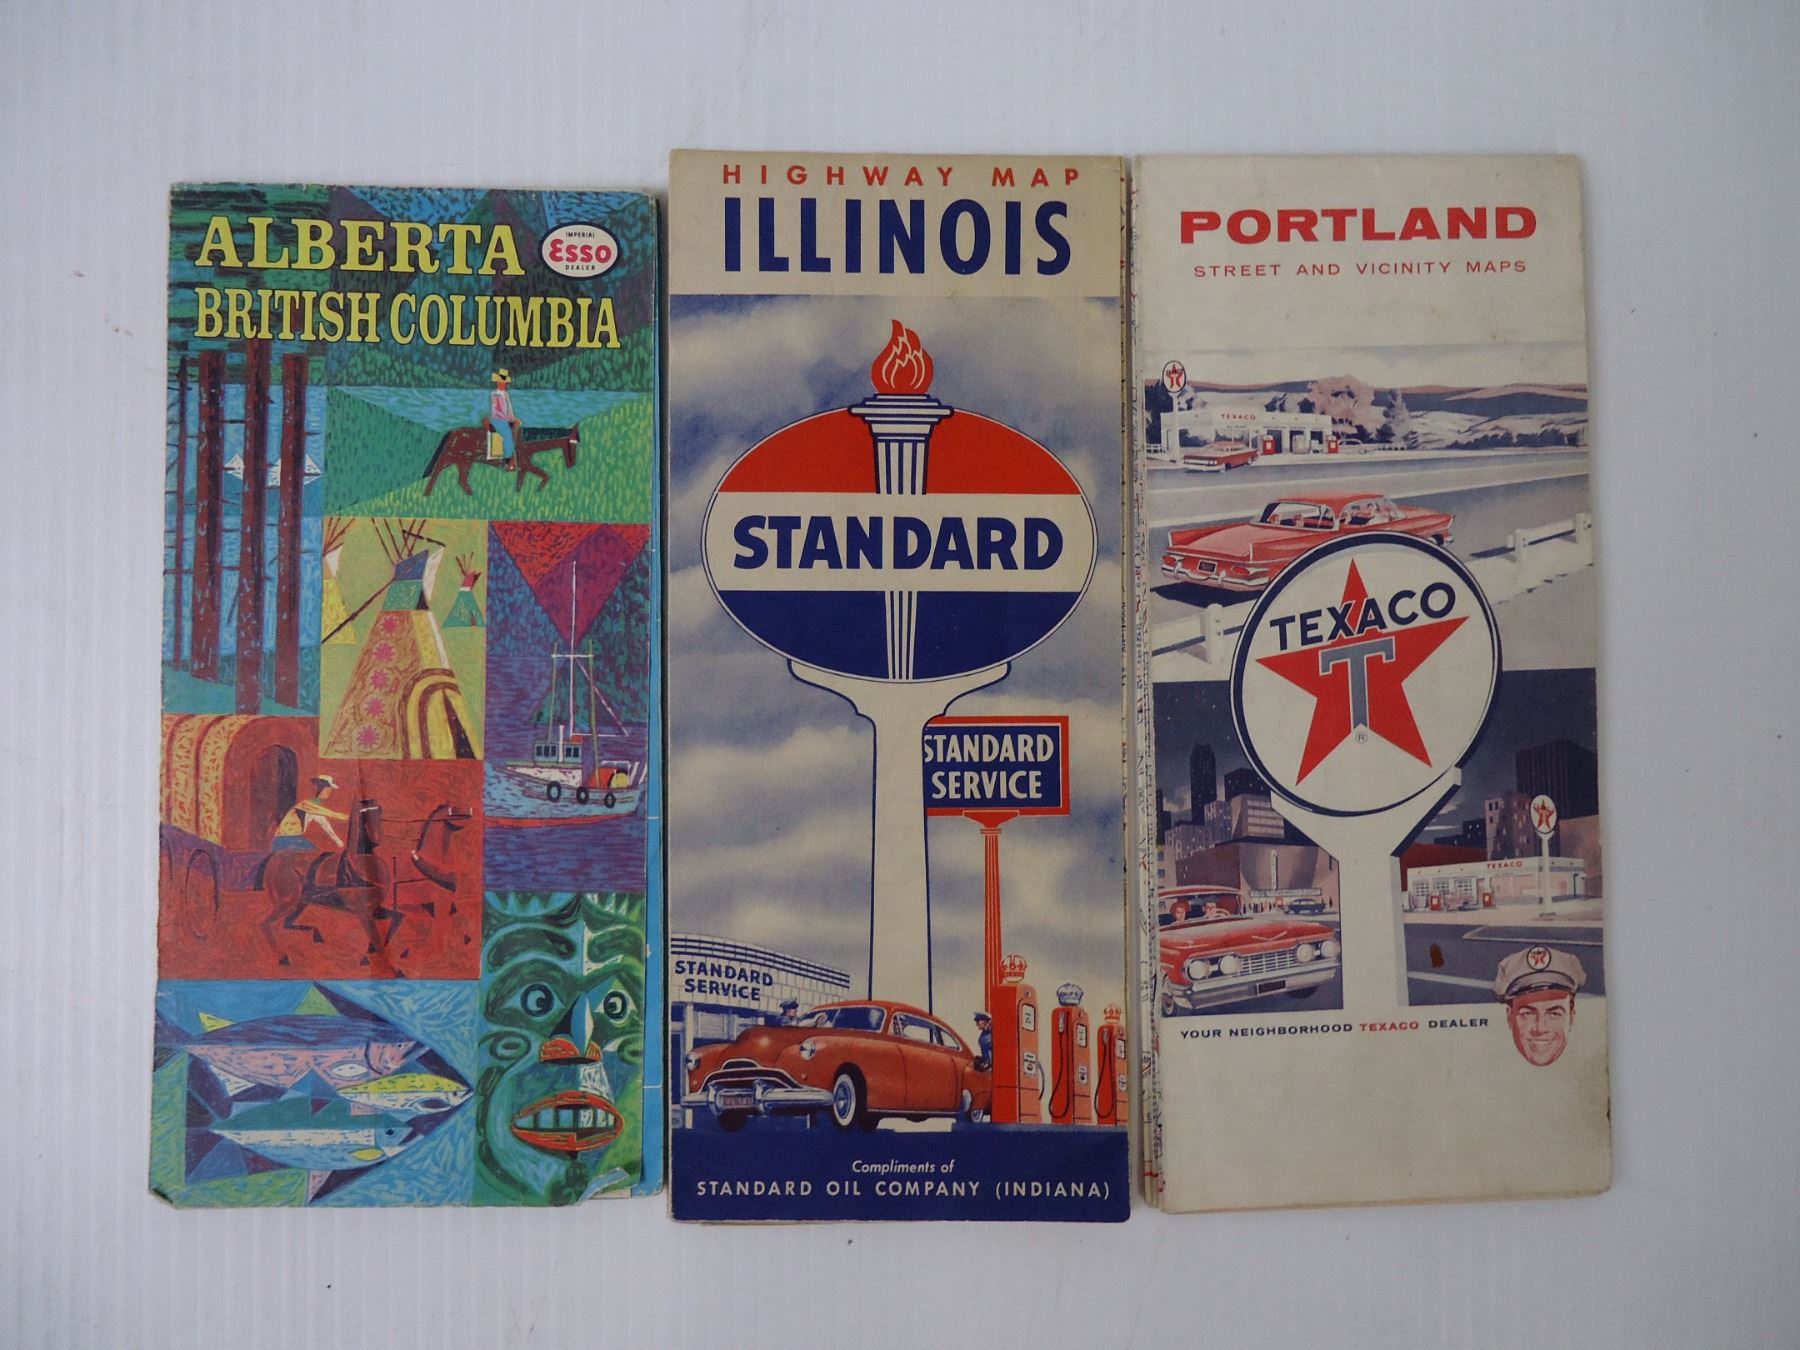 ALBERTA
IMPERIAL
Esso
DEALER
BRITISH COLUMBIA
HIGHWAY MAP
ILLINOIS
STANDARD
STANDARD
SERVICE
STANDARD
SERVICE
Compliments of
STANDARD OIL COMPANY (INDIANA)
PORTLAND
STREET AND VICINITY MAPS
TEXACO
TEXACO
T
®
TEXACO
YOUR NEIGHBORHOOD TEXACO DEALER